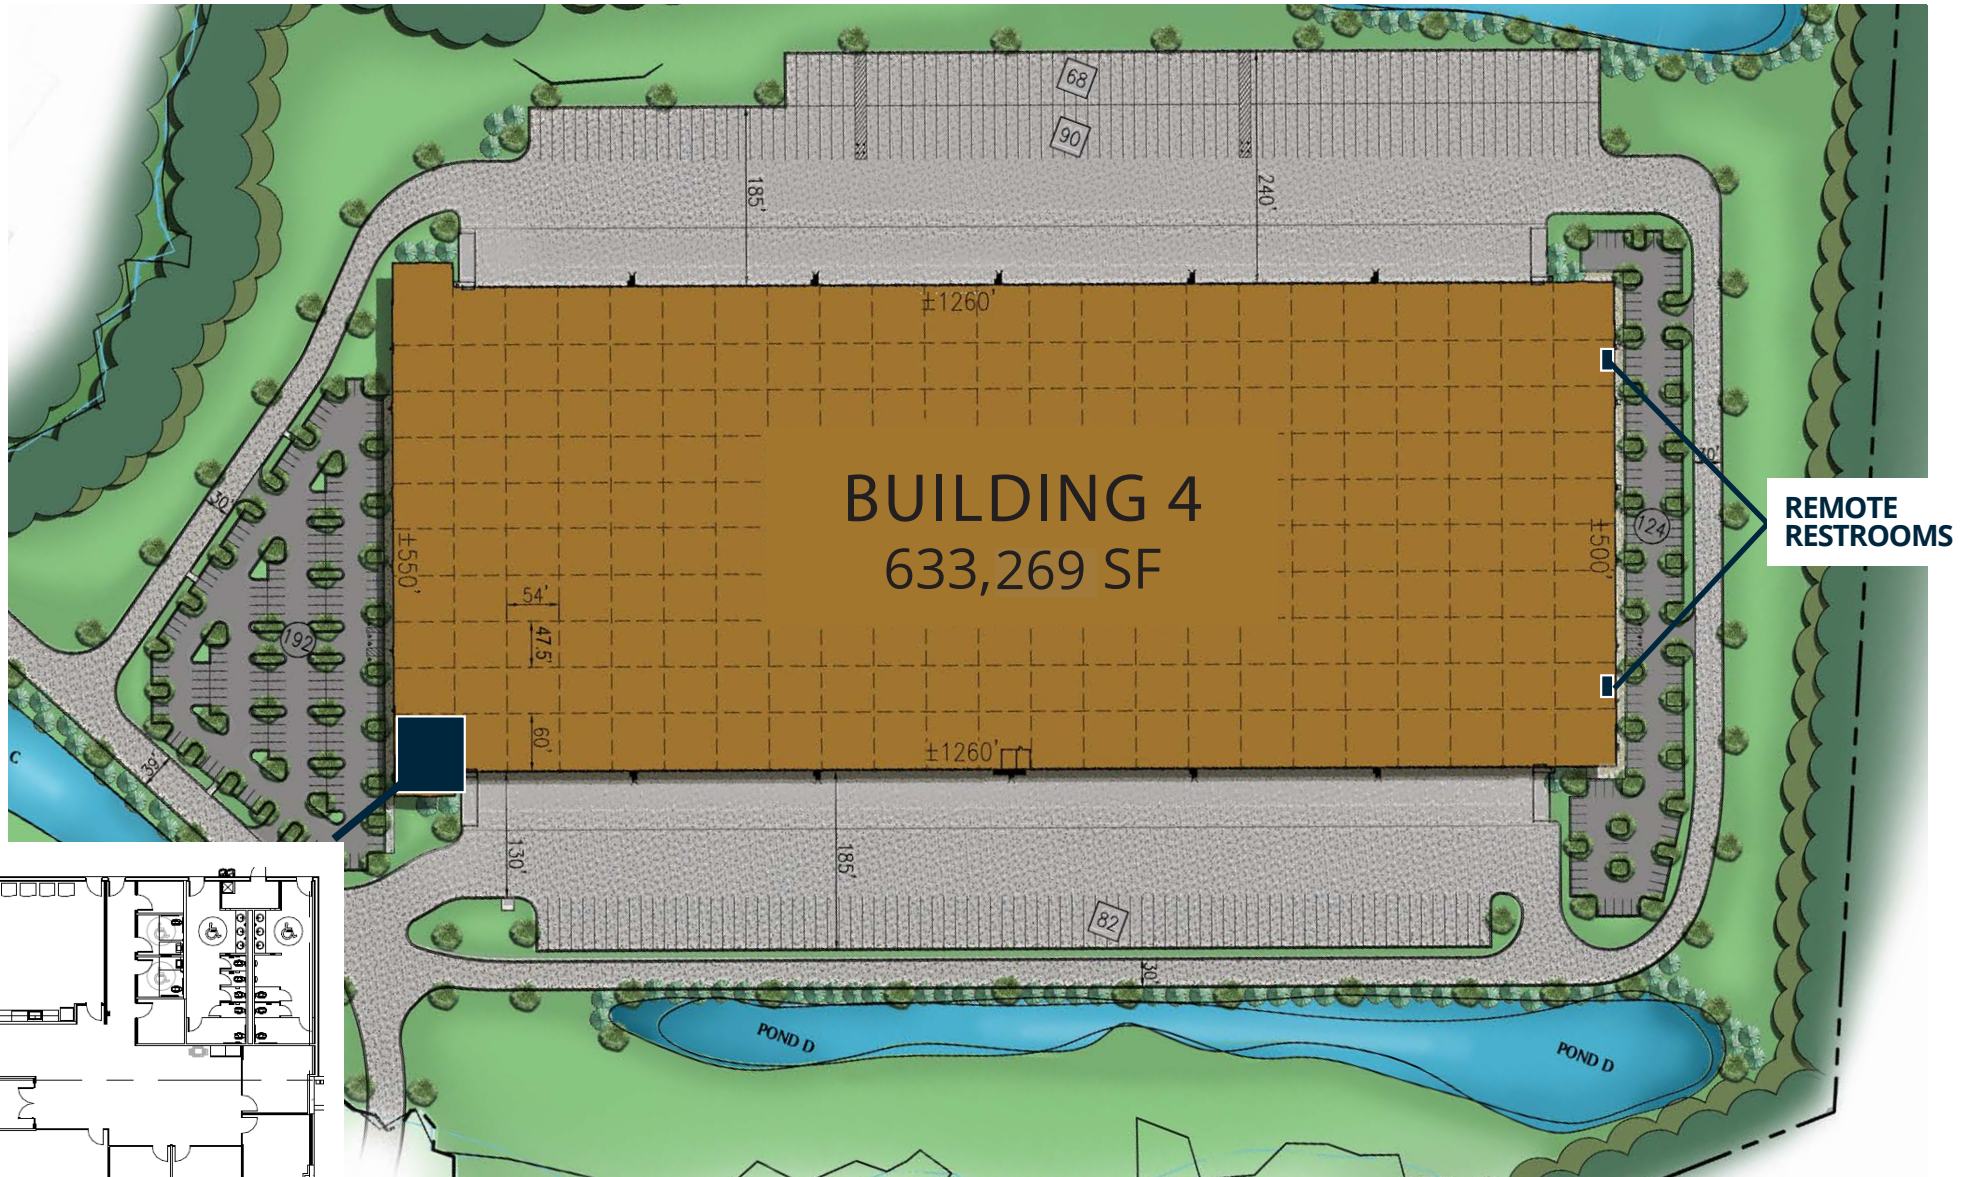 68
90
185'
240'
±1260'
30'
30'
BUILDING 4
633,269 SF
REMOTE
RESTROOMS
124
±550'
±500'
54'
47.5'
192
60'
±1260'
39'
C
130'
185'
82
30'
POND D
POND D